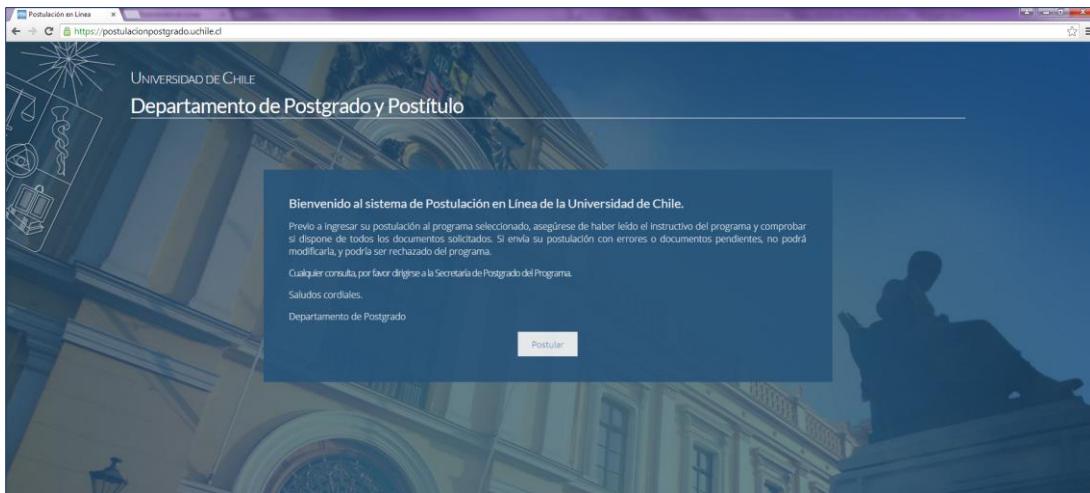 Postulación en Línea
https://postulacionpostgrado.uchile.cl
UNIVERSIDAD DE CHILE
Departamento de Postgrado y Postítulo
Bienvenido al sistema de Postulación en Línea de la Universidad de Chile.
Previo a ingresar su postulación al programa seleccionado, asegúrese de haber leído el instructivo del programa y comprobar
si dispone de todos los documentos solicitados. Si envía su postulación con errores o documentos pendientes, no podrá
modificarla, y podría ser rechazado del programa.
Cualquier consulta, por favor dirigirse a la Secretaría de Postgrado del Programa.
Saludos cordiales.
Departamento de Postgrado
Postular